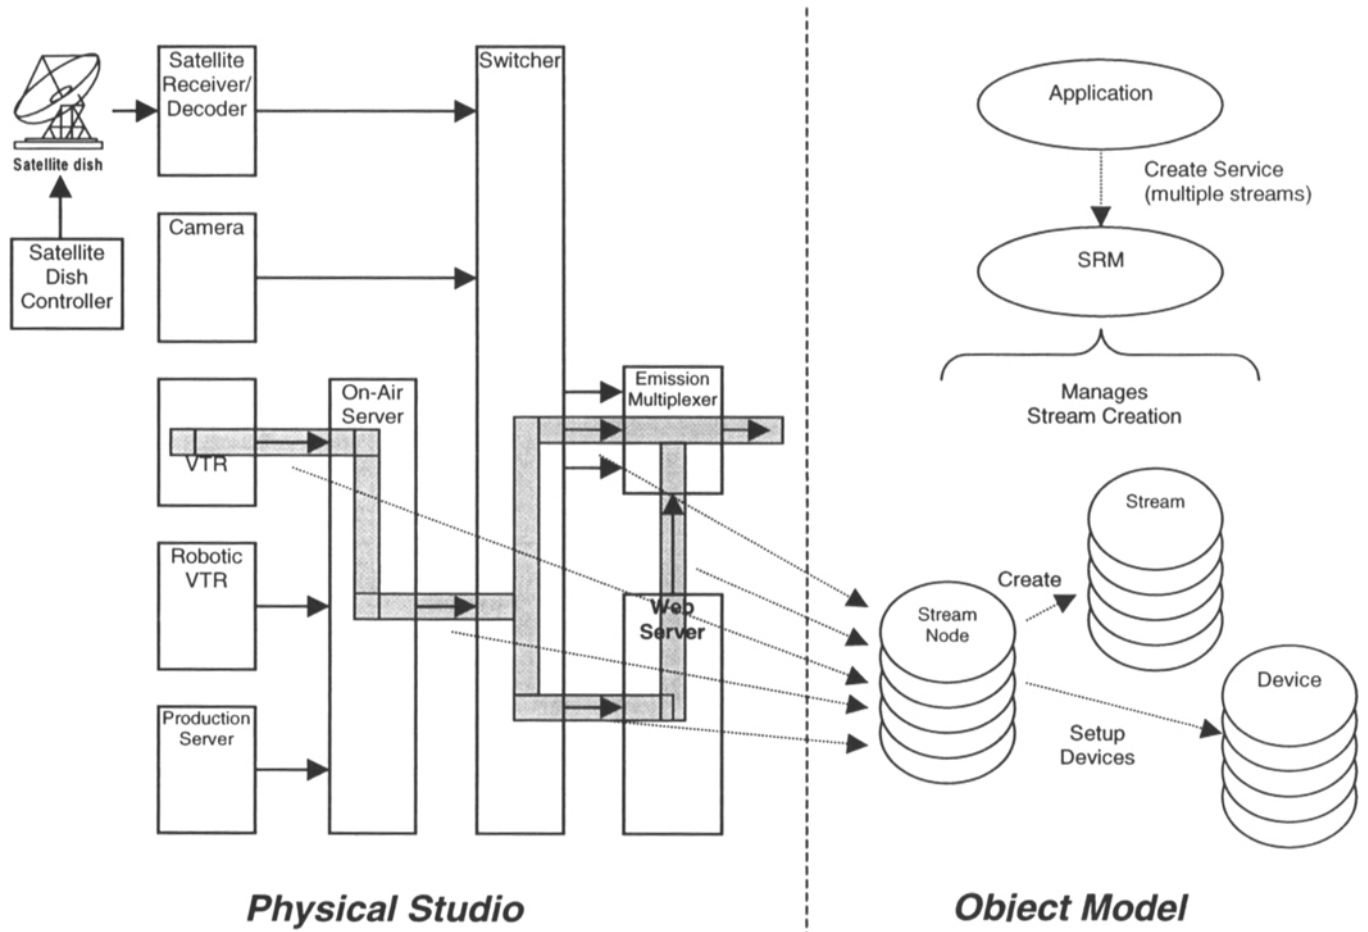 Satellite
Receiver/
Decoder
Switcher
Satellite dish
Satellite
Dish
Controller
Camera
On-Air
Server
VTR
Robotic
VTR
Production
Server
Emission
Multiplexer
Web
Server
Physical Studio
Application
Create Service
(multiple streams)
SRM
Manages
Stream Creation
Stream
Create
Stream
Node
Device
Setup
Devices
Object Model